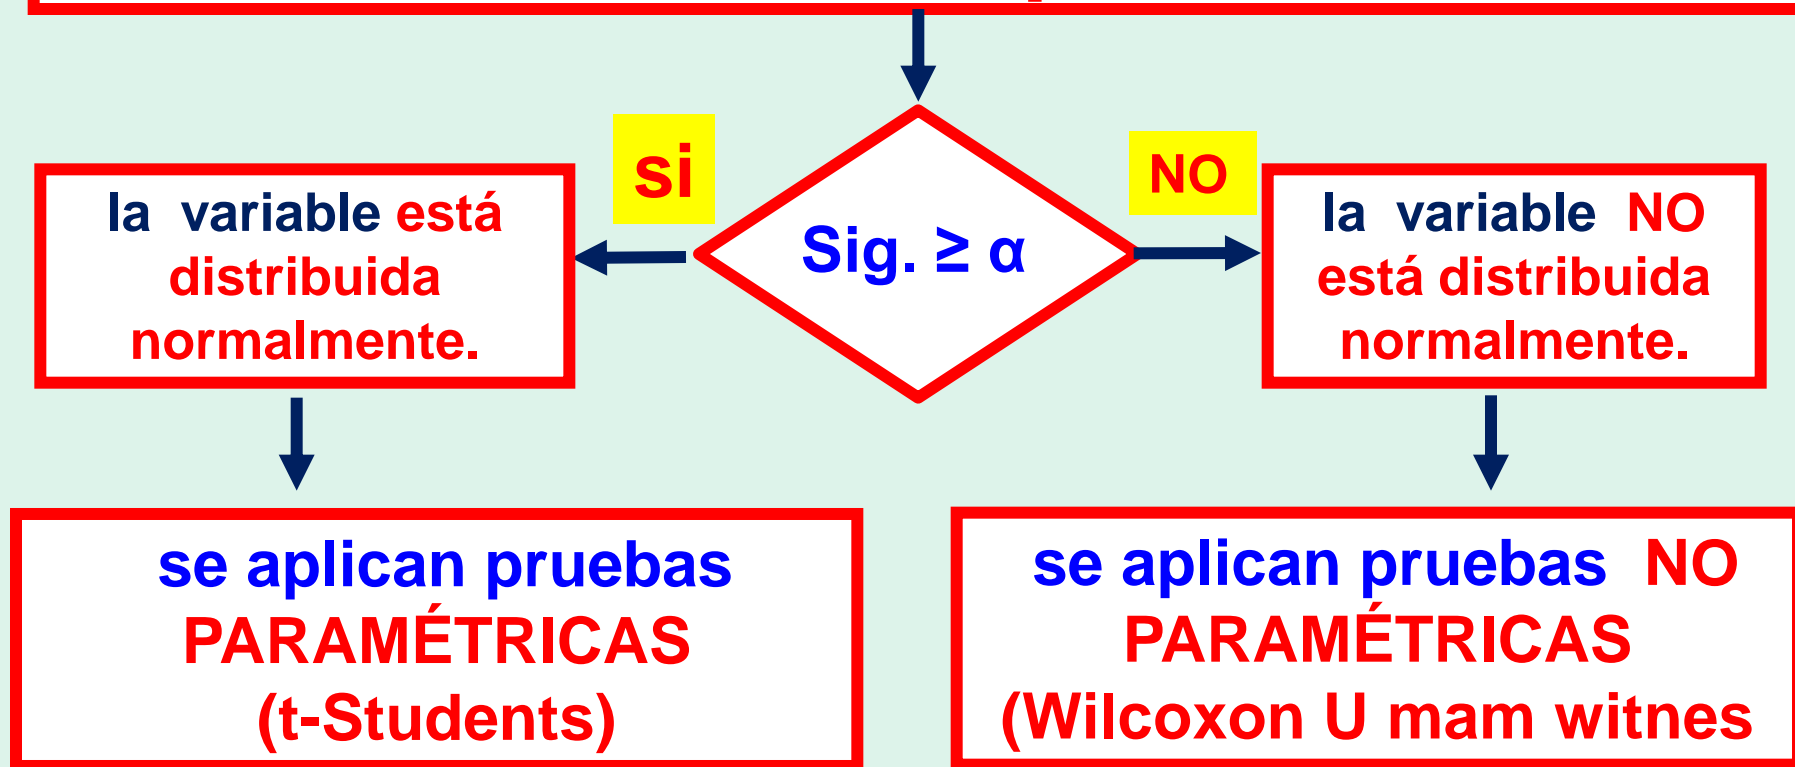 si
NO
Sig. ≥ α
la variable está
distribuida
normalmente.
la variable NO
está distribuida
normalmente.
se aplican pruebas
PARAMÉTRICAS
(t-Students)
se aplican pruebas NO
PARAMÉTRICAS
(Wilcoxon U mam witnes